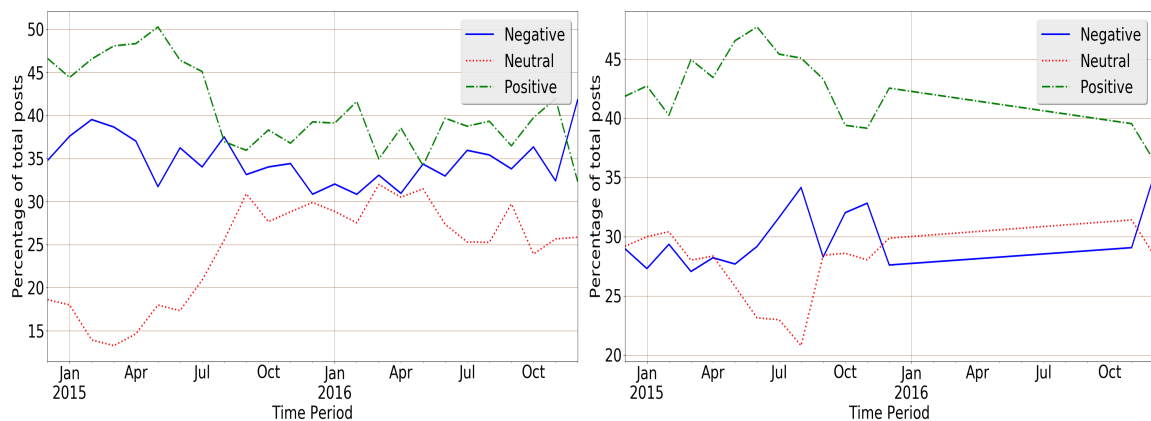 Percentage of total posts
50
45
40
35
30
25
20
15
Negative
Neutral
Positive
Jan Apr Jul Oct Jan Apr Jul Oct
2015 2016
Time Period
Percentage of total posts
45
40
35
30
25
20
Negative
Neutral
Positive
Jan Apr Jul Oct Jan Apr Jul Oct
2015 2016
Time Period